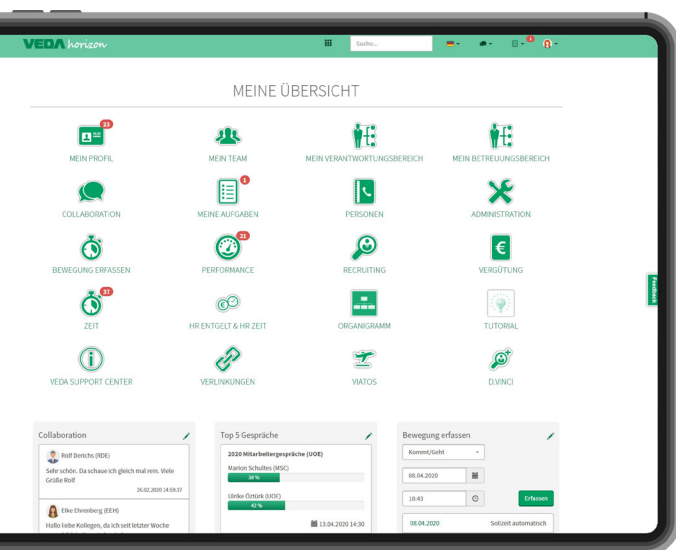 VEDA horizon
Suche...
1
MEINE ÜBERSICHT
23
MEIN PROFIL
MEIN TEAM
MEIN VERANTWORTUNGSBEREICH
MEIN BETREUUNGSBEREICH
COLLABORATION
1
MEINE AUFGABEN
PERSONEN
ADMINISTRATION
BEWEGUNG ERFASSEN
21
PERFORMANCE
RECRUITING
VERGÜTUNG
37
ZEIT
HR ENTGELT & HR ZEIT
ORGANIGRAMM
TUTORIAL
VEDA SUPPORT CENTER
VERLINKUNGEN
VIATOS
D.VINCI
Feedback
Collaboration
Rolf Derichs (RDE)
Sehr schön. Da schaue ich gleich mal rein. Viele
Grüße Rolf
26.02.2020 14:59:37
Elke Ehrenberg (EEH)
Hallo liebe Kollegen, da ich seit letzter Woche
Top 5 Gespräche
2020 Mitarbeitergespräche (UOE)
Marion Schultes (MSC)
38 %
Ulrike Öztürk (UOE)
42 %
13.04.2020 14:30
Bewegung erfassen
Kommt/Geht
08.04.2020
10:43
Erfassen
08.04.2020
Sollzeit automatisch